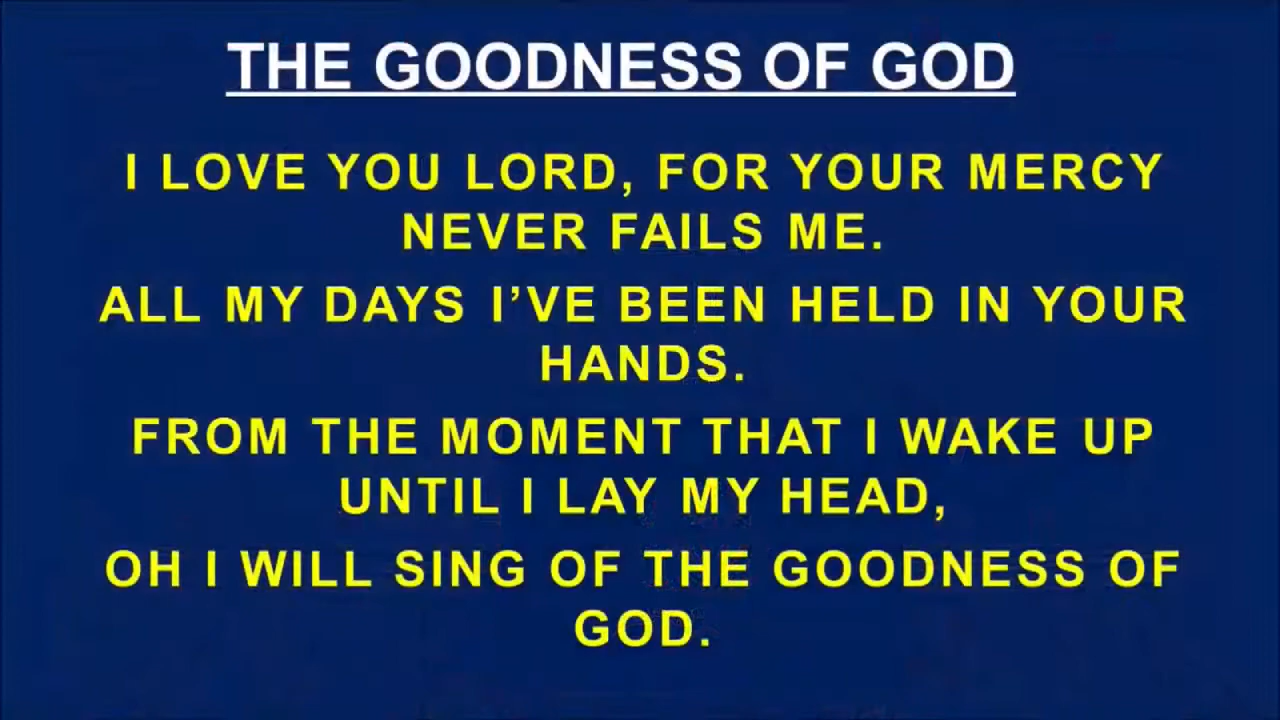 THE GOODNESS OF GOD
I LOVE YOU LORD, FOR YOUR MERCY
NEVER FAILS ME.
ALL MY DAYS I’VE BEEN HELD IN YOUR
HANDS.
FROM THE MOMENT THAT I WAKE UP
UNTIL I LAY MY HEAD,
OH I WILL SING OF THE GOODNESS OF
GOD.